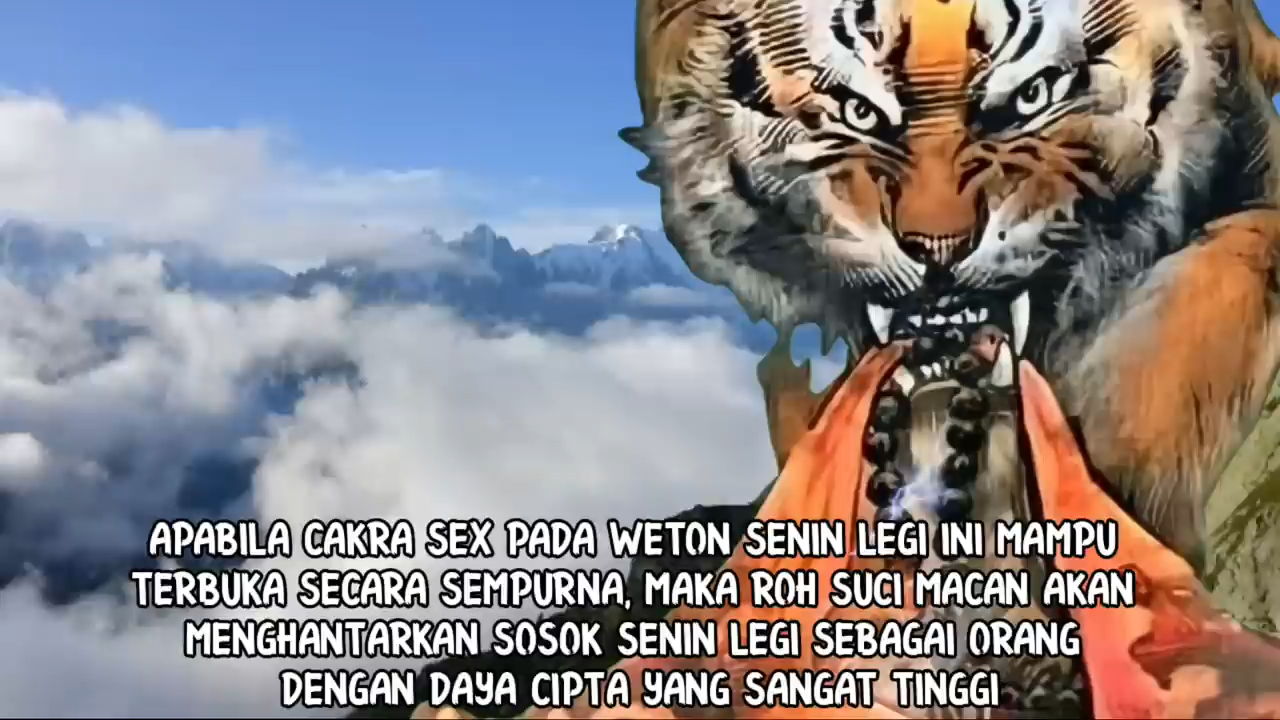 APABILA CAKRA SEX PADA WETON SENIN LEGI INI MAMPU
TERBUKA SECARA SEMPURNA, MAKA ROH SUCI MACAN AKAN
MENGHANTARKAN SOSOK SENIN LEGI SEBAGAI ORANG
DENGAN DAYA CIPTA YANG SANGAT TINGGI